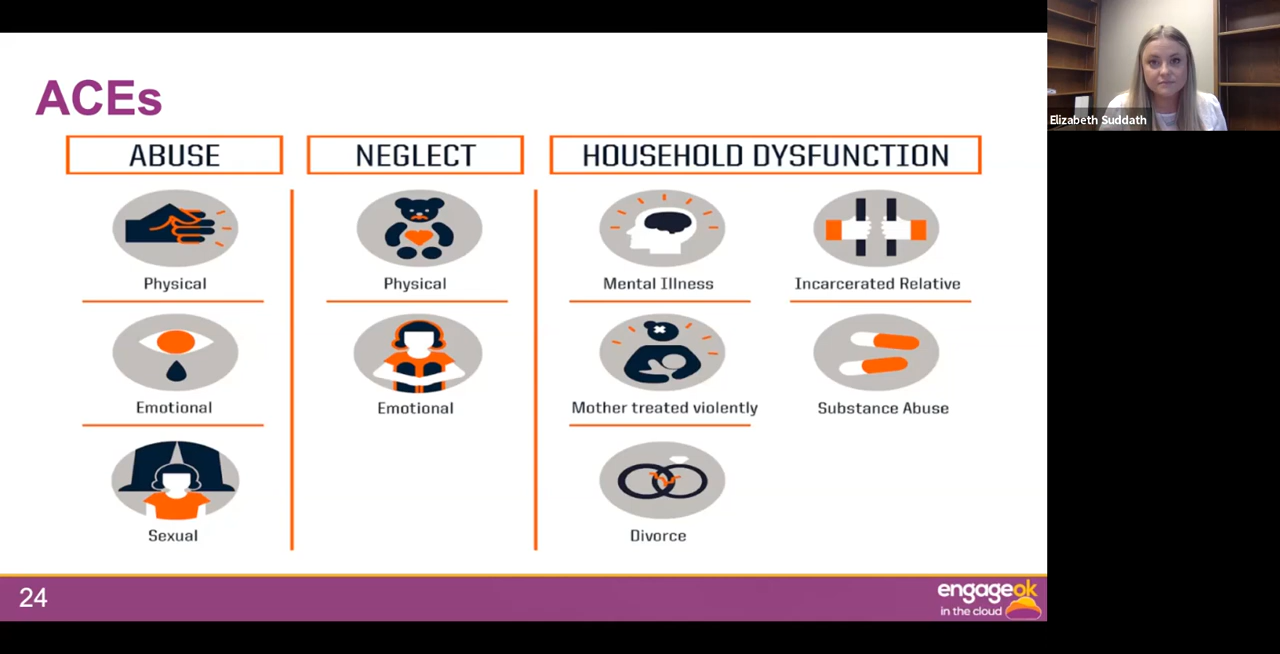 ACEs
ABUSE
NEGLECT
HOUSEHOLD DYSFUNCTION
Physical
Physical
Mental Illness
Incarcerated Relative
Emotional
Emotional
Mother treated violently
Substance Abuse
Sexual
Divorce
24
engageok
in the cloud
Elizabeth Suddath